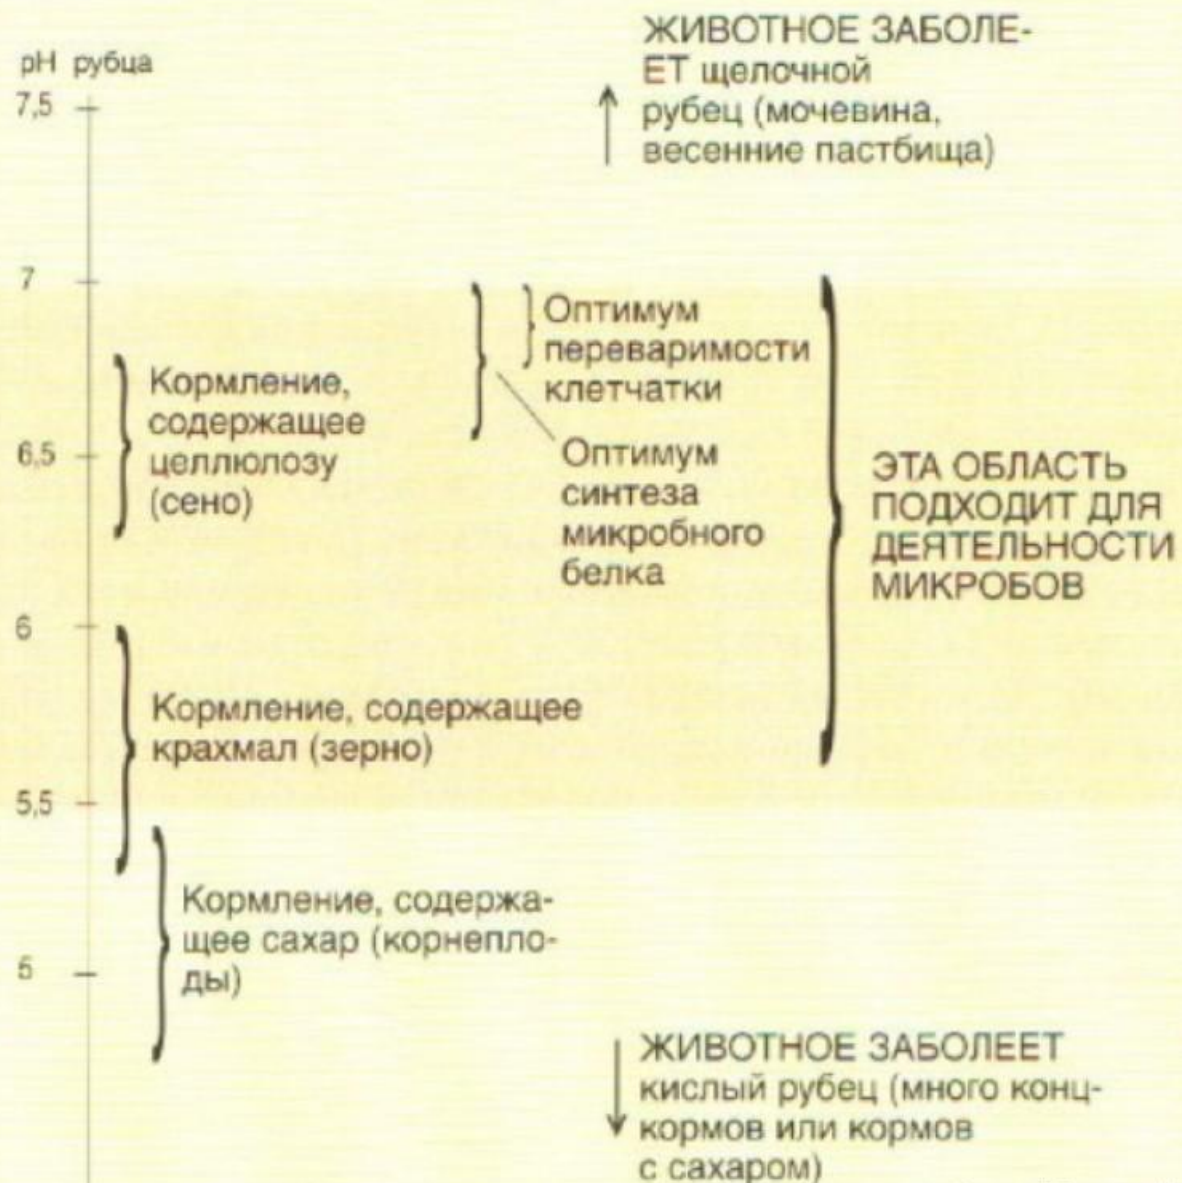 ЖИВОТНОЕ ЗАБОЛЕ-
ЕТ щелочной
рубец (мочевина,
весенние пастбища)
pH рубца
7,5
7
Оптимум
переваримости
клетчатки
Кормление,
содержащее
целлюлозу
(сено)
6,5
Оптимум
синтеза
микробного
белка
ЭТА ОБЛАСТЬ
ПОДХОДИТ ДЛЯ
ДЕЯТЕЛЬНОСТИ
МИКРОБОВ
6
Кормление, содержащее
крахмал (зерно)
5,5
Кормление, содержа-
щее сахар (корнепло-
ды)
5
ЖИВОТНОЕ ЗАБОЛЕЕТ
кислый рубец (много конц-
кормов или кормов
с сахаром)